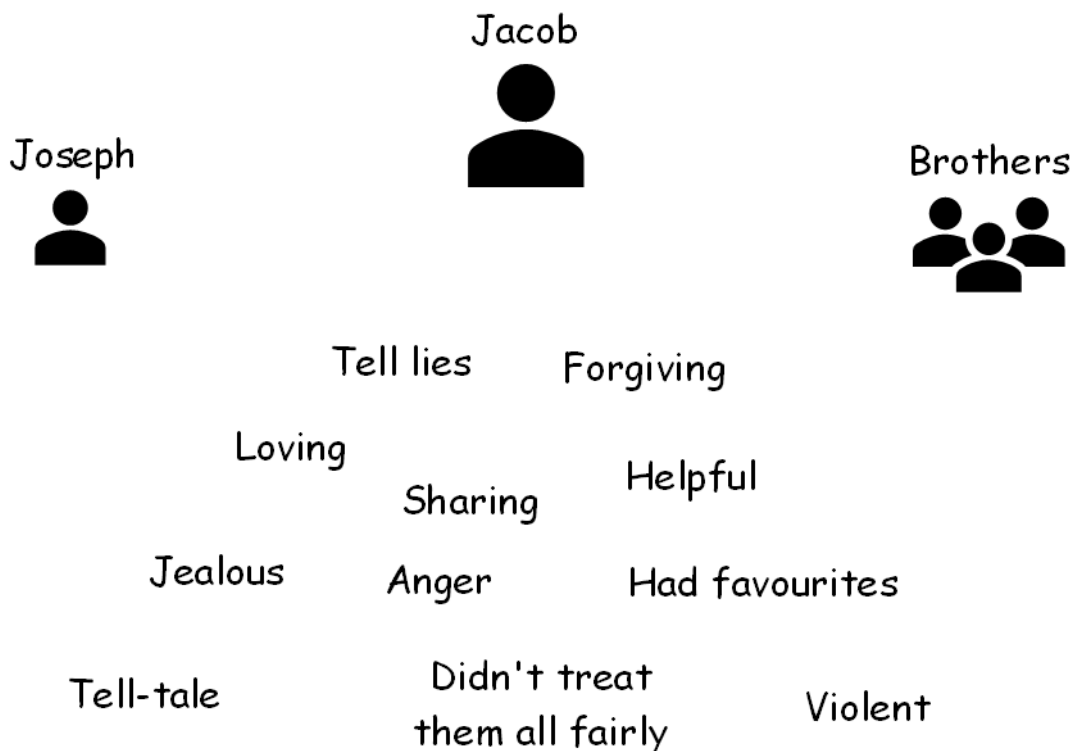 Jacob
Joseph
Brothers
Tell lies
Forgiving
Loving
Helpful
Sharing
Jealous
Anger
Had favourites
Tell-tale
Didn't treat
them all fairly
Violent